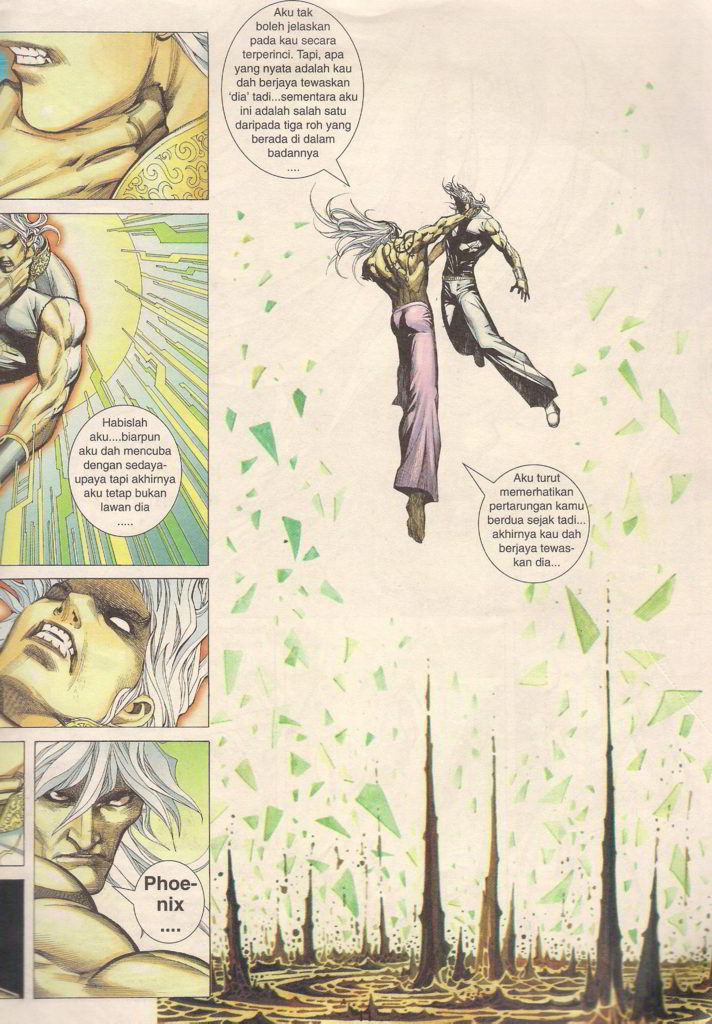 Aku tak
boleh jelaskan
pada kau secara
terperinci. Tapi, apa
yang nyata adalah kau
dah berjaya tewaskan
'dia' tadi...sementara aku
ini adalah salah satu
daripada tiga roh yang
berada di dalam
badannya
....
Habislah
aku....biarpun
aku dah mencuba
dengan sedaya-
upaya tapi akhirnya
aku tetap bukan
lawan dia
.....
Aku turut
memerhatikan
pertarungan kamu
berdua sejak tadi...
akhirnya kau dah
berjaya tewas-
kan dia...
Phoe-
nix
....